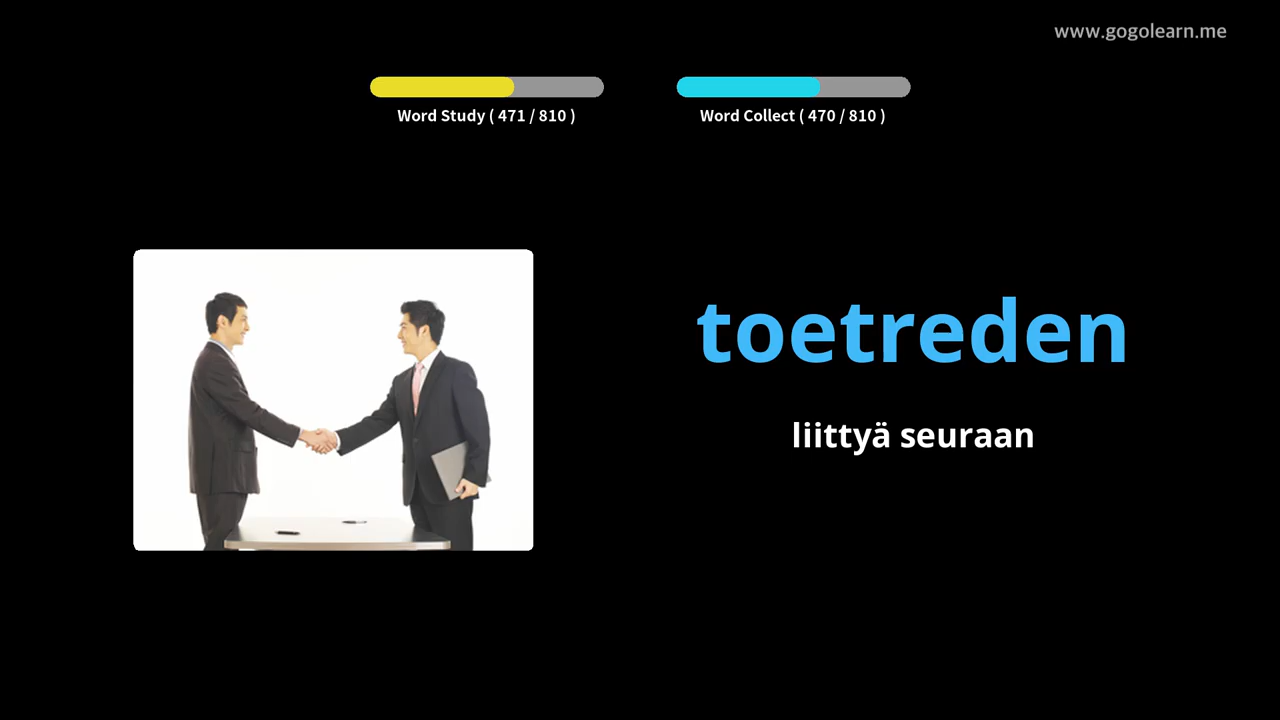 www.gogolearn.me
Word Study ( 471 / 810 )
Word Collect ( 470 / 810 )
toetreden
liittyä seuraan